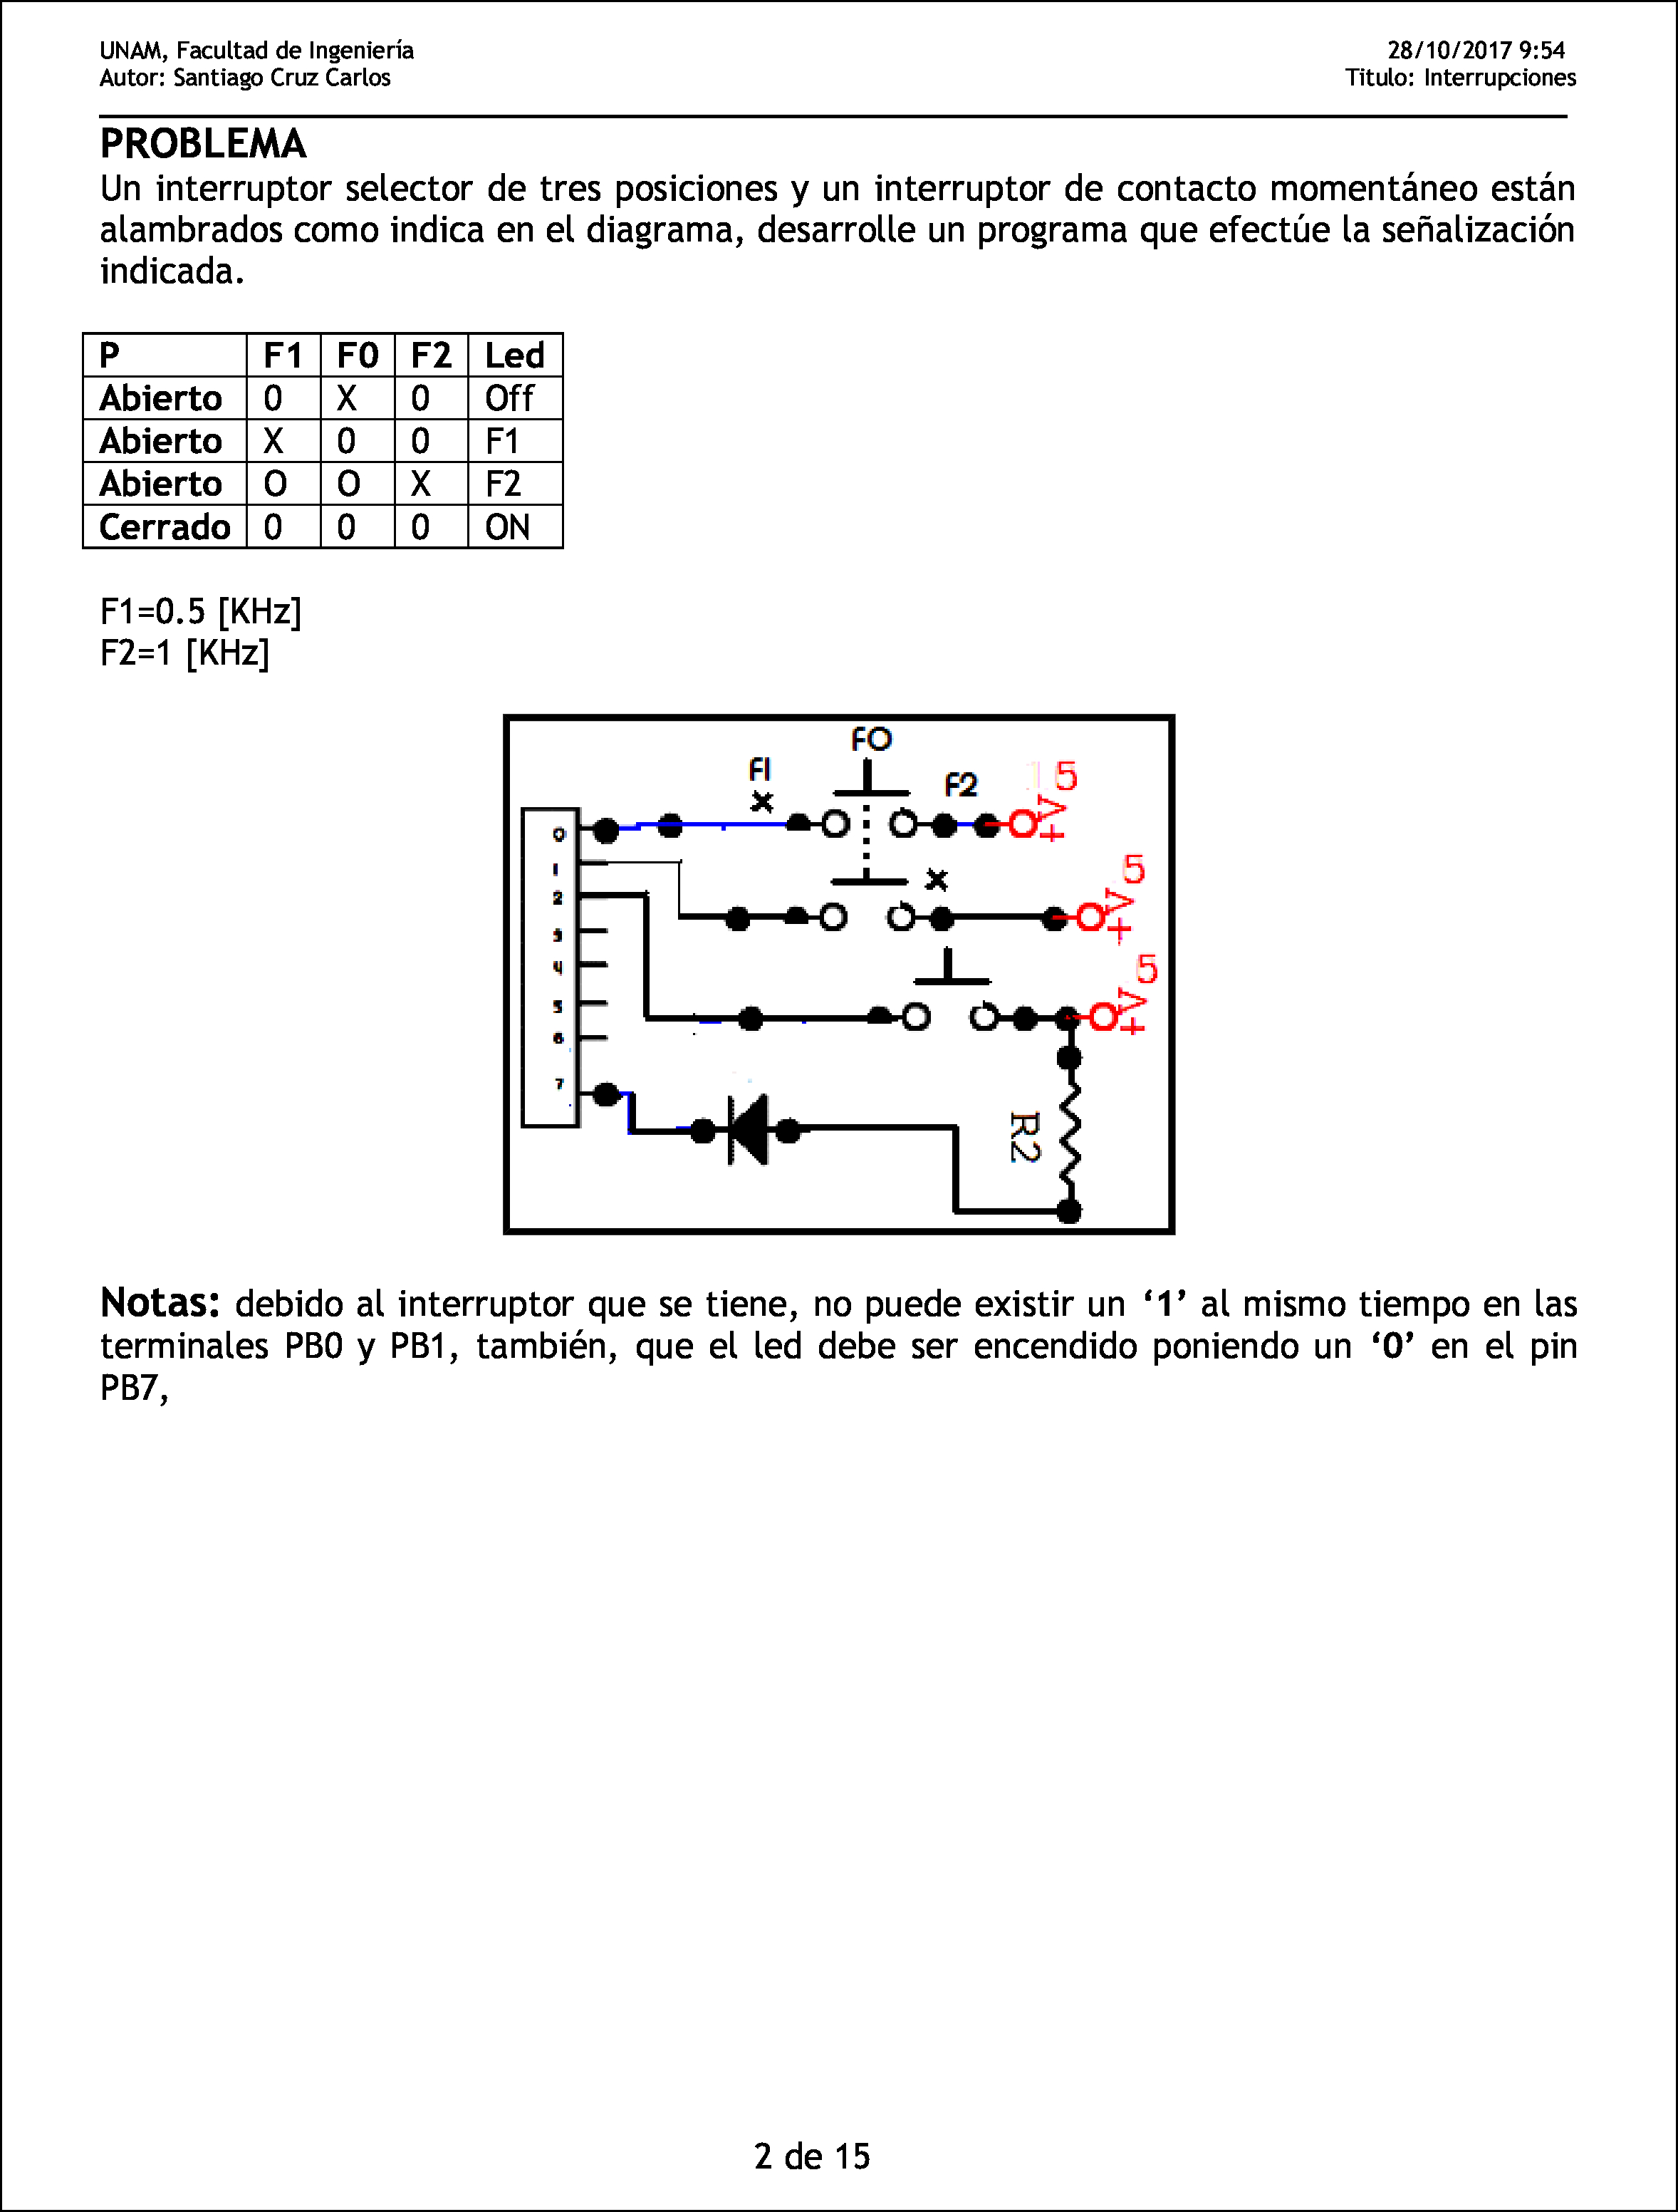 UNAM, Facultad de Ingeniería 28/10/2017 9:54
Autor: Santiago Cruz Carlos Titulo: Interrupciones
PROBLEMA
Un interruptor selector de tres posiciones y un interruptor de contacto momentáneo están
alambrados como indica en el diagrama, desarrolle un programa que efectúe la señalización
indicada.
P F1 F0 F2 Led
Abierto 0 X 0 Off
Abierto X 0 0 F1
Abierto O O X F2
Cerrado 0 0 0 ON
F1=0.5 [KHz]
F2=1 [KHz]
FO
F1
F2
+V 5
x
0
1
+V 5
x
2
3
4
+V 5
5
6
7
R2
Notas: debido al interruptor que se tiene, no puede existir un ‘1’ al mismo tiempo en las
terminales PB0 y PB1, también, que el led debe ser encendido poniendo un ‘0’ en el pin
PB7,
2 de 15